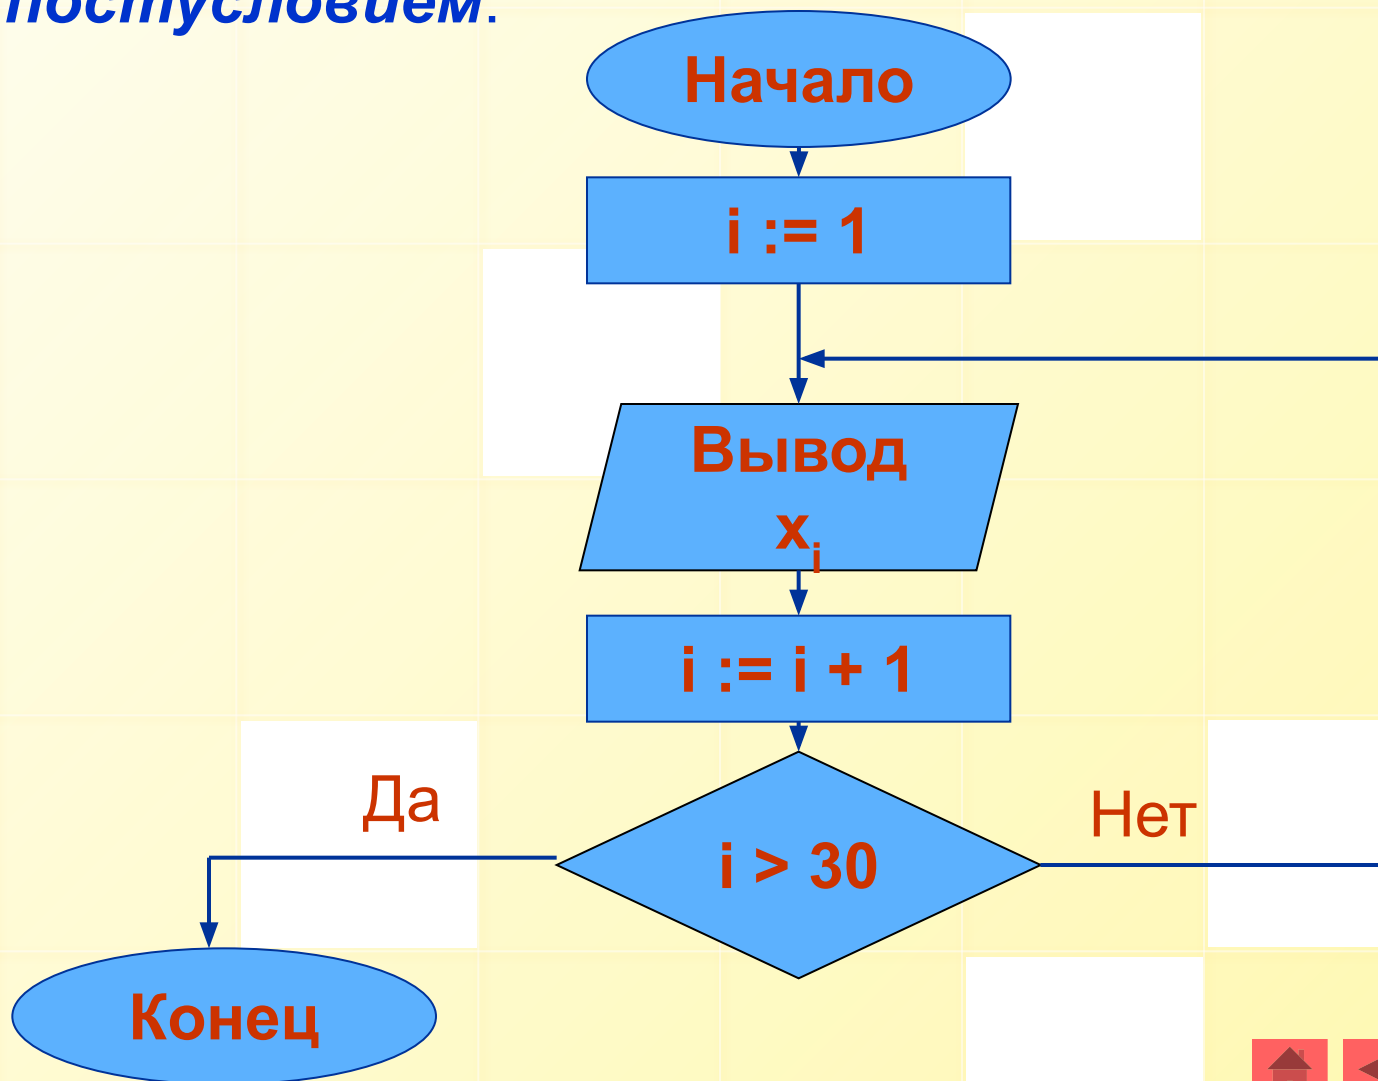 постусловием.
Начало
i := 1
Вывод
xi
i := i + 1
Да
Нет
i > 30
Конец